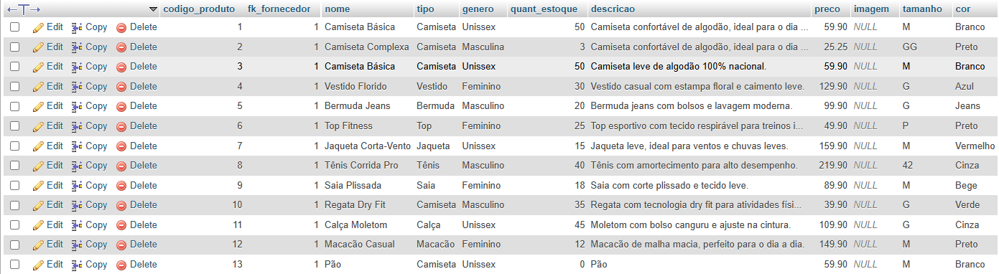 codigo_produto fk_fornecedor nome tipo genero quant_estoque descricao preco imagem tamanho cor
Edit Copy Delete 1 1 Camiseta Básica Camiseta Unissex 50 Camiseta confortável de algodão, ideal para o dia ... 59.90 NULL M Branco
Edit Copy Delete 2 1 Camiseta Complexa Camiseta Masculina 3 Camiseta confortável de algodão, ideal para o dia ... 25.25 NULL GG Preto
Edit Copy Delete 3 1 Camiseta Básica Camiseta Unissex 50 Camiseta leve de algodão 100% nacional. 59.90 NULL M Branco
Edit Copy Delete 4 1 Vestido Florido Vestido Feminino 30 Vestido casual com estampa floral e caimento leve. 129.90 NULL G Azul
Edit Copy Delete 5 1 Bermuda Jeans Bermuda Masculino 20 Bermuda jeans com bolsos e lavagem moderna. 99.90 NULL G Jeans
Edit Copy Delete 6 1 Top Fitness Top Feminino 25 Top esportivo com tecido respirável para treinos i... 49.90 NULL P Preto
Edit Copy Delete 7 1 Jaqueta Corta-Vento Jaqueta Unissex 15 Jaqueta leve, ideal para ventos e chuvas leves. 159.90 NULL M Vermelho
Edit Copy Delete 8 1 Tênis Corrida Pro Tênis Masculino 40 Tênis com amortecimento para alto desempenho. 219.90 NULL 42 Cinza
Edit Copy Delete 9 1 Saia Plissada Saia Feminino 18 Saia com corte plissado e tecido leve. 89.90 NULL M Bege
Edit Copy Delete 10 1 Regata Dry Fit Camiseta Masculino 35 Regata com tecnologia dry fit para atividades físi... 39.90 NULL G Verde
Edit Copy Delete 11 1 Calça Moletom Calça Unissex 45 Moletom com bolso canguru e ajuste na cintura. 109.90 NULL G Cinza
Edit Copy Delete 12 1 Macacão Casual Macacão Feminino 12 Macacão de malha macia, perfeito para o dia a dia. 149.90 NULL M Preto
Edit Copy Delete 13 1 Pão Camiseta Unissex 0 Pão 59.90 NULL M Branco